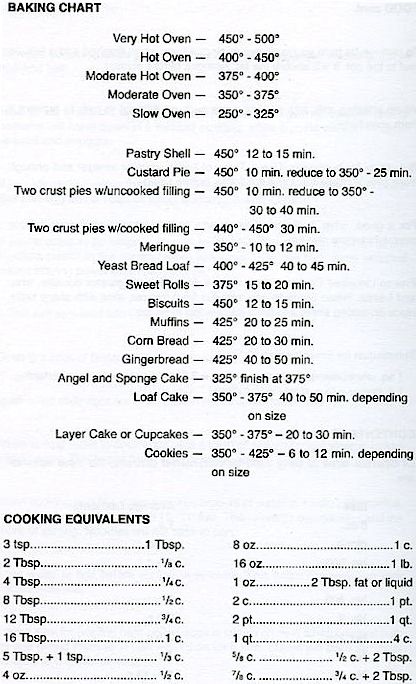 BAKING CHART
Very Hot Oven — 450° - 500°
Hot Oven — 400° - 450°
Moderate Hot Oven — 375° - 400°
Moderate Oven — 350° - 375°
Slow Oven — 250° - 325°
Pastry Shell — 450° 12 to 15 min.
Custard Pie — 450° 10 min. reduce to 350° - 25 min.
Two crust pies w/uncooked filling — 450° 10 min. reduce to 350° -
30 to 40 min.
Two crust pies w/cooked filling — 440° - 450° 30 min.
Meringue — 350° - 10 to 12 min.
Yeast Bread Loaf — 400° - 425° 40 to 45 min.
Sweet Rolls — 375° 15 to 20 min.
Biscuits — 450° 12 to 15 min.
Muffins — 425° 20 to 25 min.
Corn Bread — 425° 20 to 30 min.
Gingerbread — 425° 40 to 50 min.
Angel and Sponge Cake — 325° finish at 375°
Loaf Cake — 350° - 375° 40 to 50 min. depending
on size
Layer Cake or Cupcakes — 350° - 375° – 20 to 30 min.
Cookies — 350° - 425° – 6 to 12 min. depending
on size
COOKING EQUIVALENTS
3 tsp..............................1 Tbsp.
2 Tbsp.............................. ⅛ c.
4 Tbsp.............................. ¼ c.
8 Tbsp.............................. ½ c.
12 Tbsp.............................. ¾ c.
16 Tbsp.............................. 1 c.
5 Tbsp. + 1 tsp.................... ⅓ c.
4 oz.............................. ½ c.
8 oz..............................1 c.
16 oz..............................1 lb.
1 oz..............2 Tbsp. fat or liquid
2 c..............................1 pt.
2 pt..............................1 qt.
1 qt..............................4 c.
⅝ c. .................... ½ c. + 2 Tbsp.
⅞ c. .................... ¾ c. + 2 Tbsp.